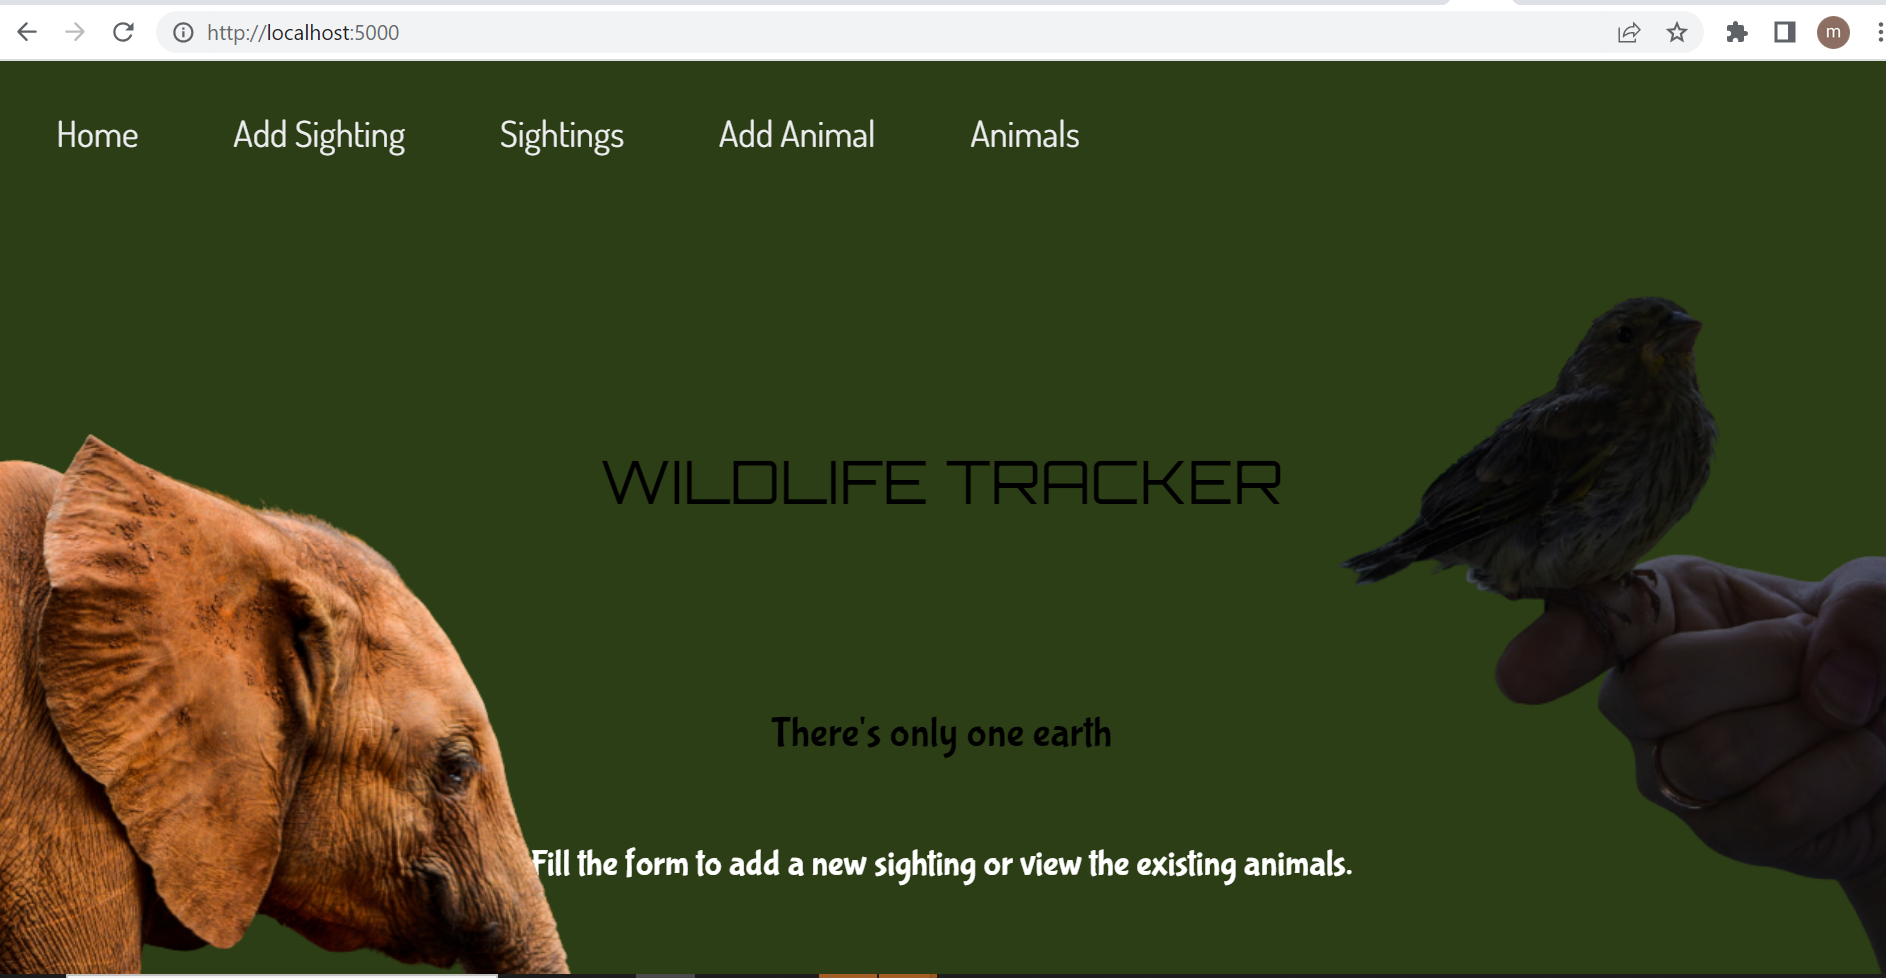 http://localhost:5000
m
Home Add Sighting Sightings Add Animal Animals
WILDLIFE TRACKER
There's only one earth
Fill the form to add a new sighting or view the existing animals.